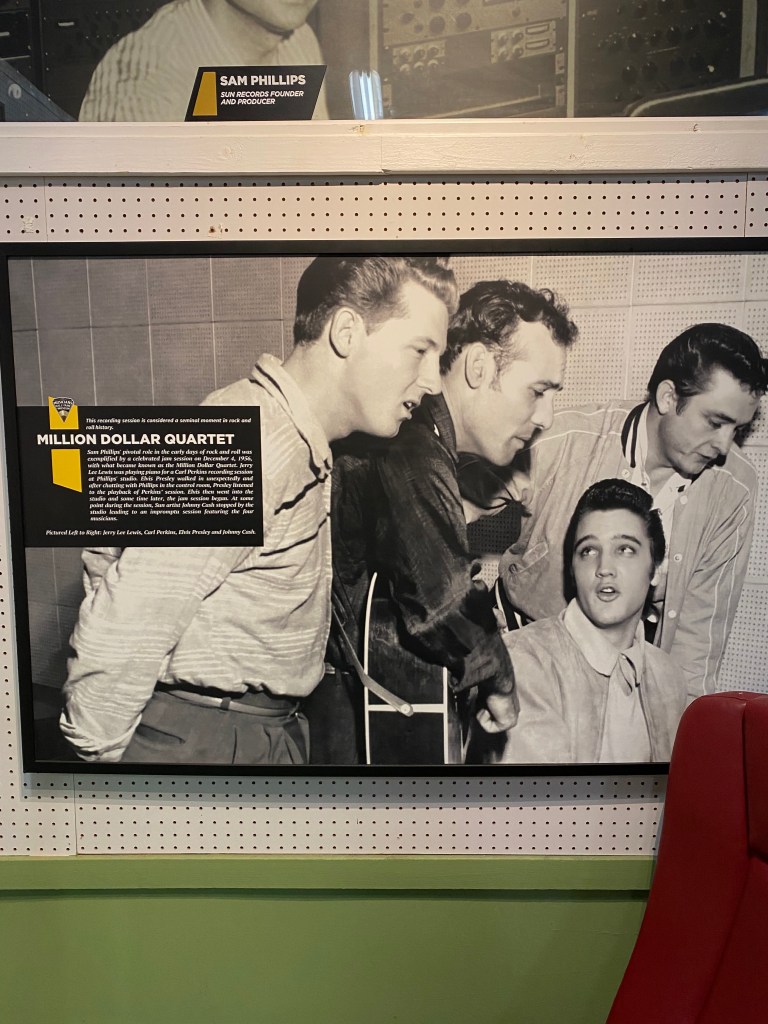 SAM PHILLIPS
SUN RECORDS FOUNDER
AND PRODUCER
This recording session is considered a seminal moment in rock and
roll history.
MILLION DOLLAR QUARTET
Sam Phillips' pivotal role in the early days of rock and roll was
exemplified by a celebrated jam session on December 4, 1956,
with what became known as the Million Dollar Quartet. Jerry
Lee Lewis was playing piano for a Carl Perkins recording session
at Phillips' studio. Elvis Presley walked in unexpectedly and
after chatting with Phillips in the control room, Presley listened
to the playback of Perkins' session. Elvis then went into the
studio and some time later, the jam session began. At some
point during the session, Sun artist Johnny Cash stopped by the
studio leading to an impromptu session featuring the four
musicians.
Pictured Left to Right: Jerry Lee Lewis, Carl Perkins, Elvis Presley and Johnny Cash.